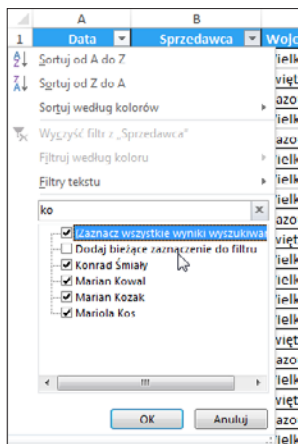 A B
1 Data Sprzedawca Wojc
Sortuj od A do Z
Sortuj od Z do A
Sortuj według kolorów
Wyczyść filtr z „Sprzedawca"
Filtruj według koloru
Filtry tekstu
ko
(Zaznacz wszystkie wyniki wyszukiwan
Dodaj bieżące zaznaczenie do filtru
Konrad Śmiały
Marian Kowal
Marian Kozak
Mariola Kos
OK Anuluj